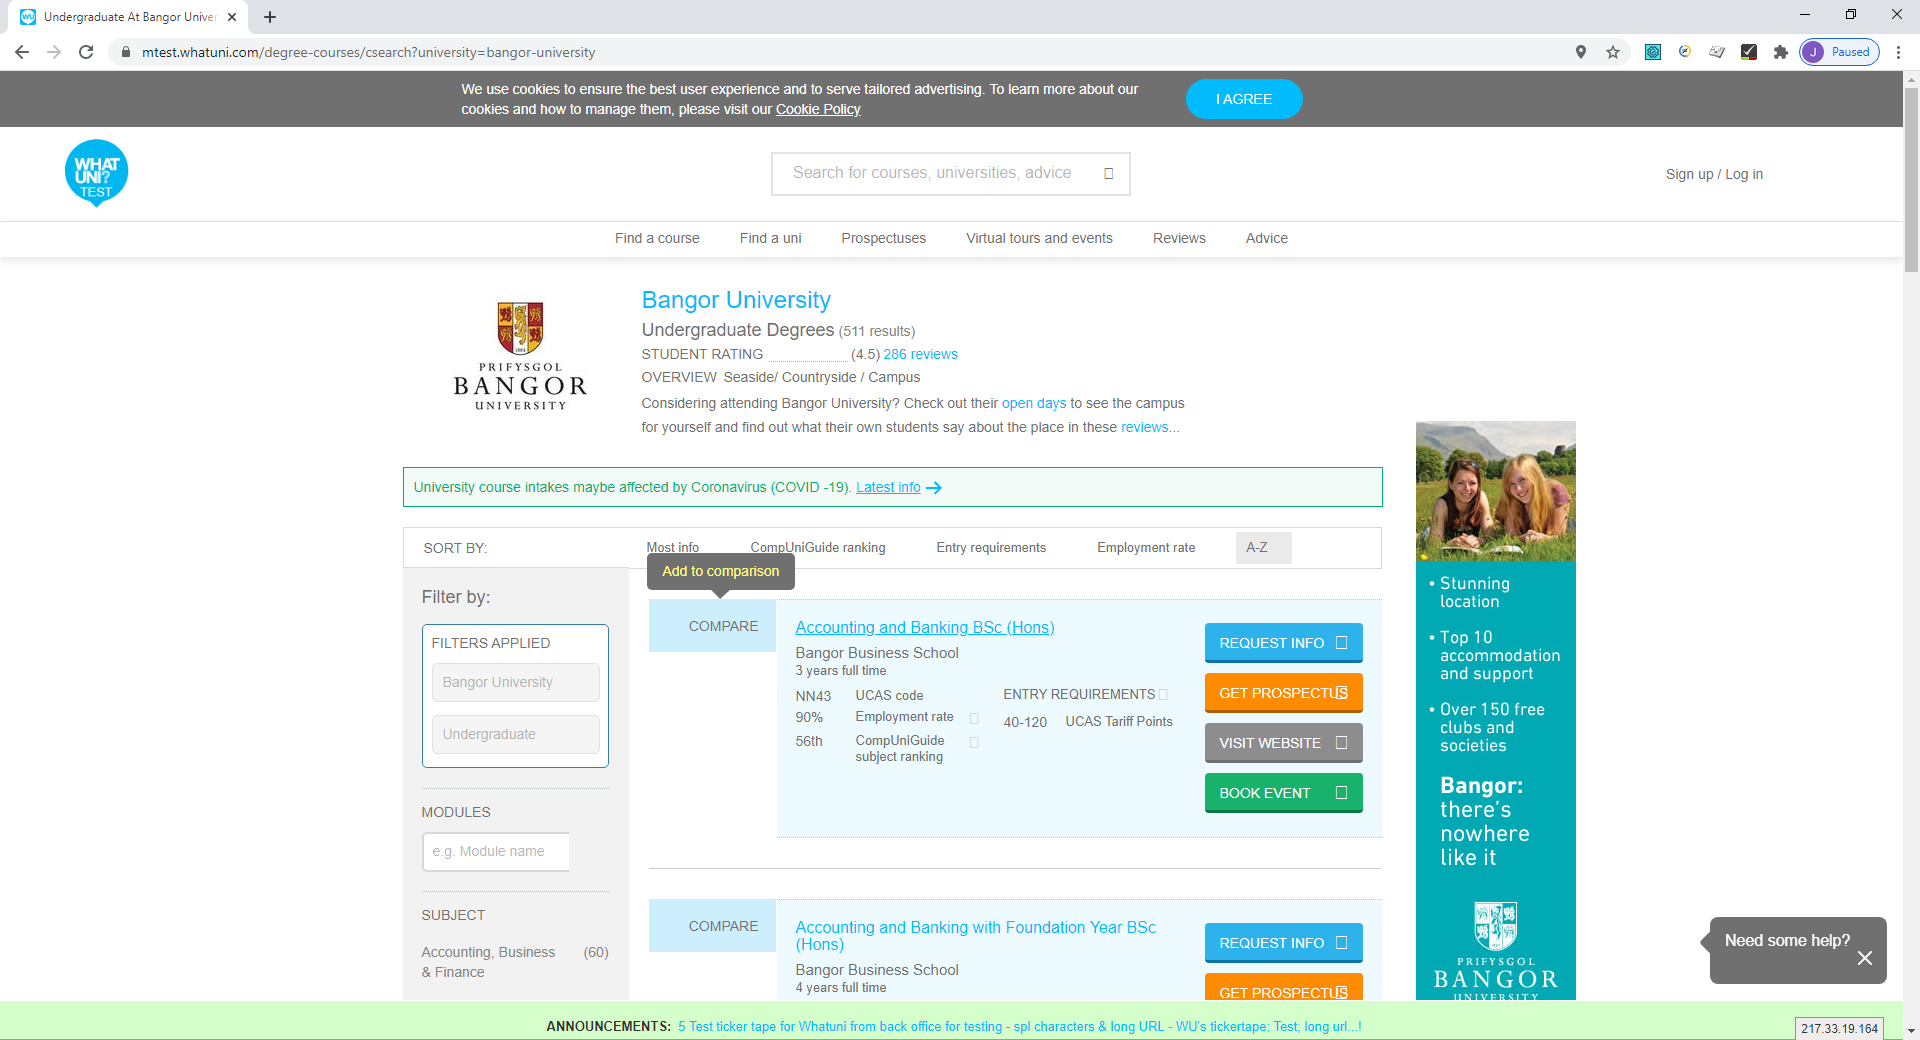 Undergraduate At Bangor Univer
mtest.whatuni.com/degree-courses/csearch?university=bangor-university
J Paused
We use cookies to ensure the best user experience and to serve tailored advertising. To learn more about our
cookies and how to manage them, please visit our Cookie Policy
I AGREE
WHAT
UNI?
TEST
Search for courses, universities, advice
Sign up / Log in
Find a course Find a uni Prospectuses Virtual tours and events Reviews Advice
PRIFYSGOL
BANGOR
UNIVERSITY
Bangor University
Undergraduate Degrees (511 results)
STUDENT RATING (4.5) 286 reviews
OVERVIEW Seaside/ Countryside / Campus
Considering attending Bangor University? Check out their open days to see the campus
for yourself and find out what their own students say about the place in these reviews...
University course intakes maybe affected by Coronavirus (COVID -19). Latest info
SORT BY: Most info CompUniGuide ranking Entry requirements Employment rate A-Z
Add to comparison
Filter by:
FILTERS APPLIED
Bangor University
Undergraduate
MODULES
e.g. Module name
SUBJECT
Accounting, Business (60)
& Finance
COMPARE
Accounting and Banking BSc (Hons)
Bangor Business School
3 years full time
NN43 UCAS code
90% Employment rate
56th CompUniGuide
subject ranking
ENTRY REQUIREMENTS
40-120 UCAS Tariff Points
REQUEST INFO
GET PROSPECTUS
VISIT WEBSITE
BOOK EVENT
COMPARE
Accounting and Banking with Foundation Year BSc
(Hons)
Bangor Business School
4 years full time
REQUEST INFO
GET PROSPECTUS
• Stunning
location
• Top 10
accommodation
and support
• Over 150 free
clubs and
societies
Bangor:
there's
nowhere
like it
PRIFYSGOL
BANGOR
UNIVERSITY
Need some help?
ANNOUNCEMENTS: 5 Test ticker tape for Whatuni from back office for testing - spl characters & long URL - WU's tickertape: Test; long url...!
217.33.19.164